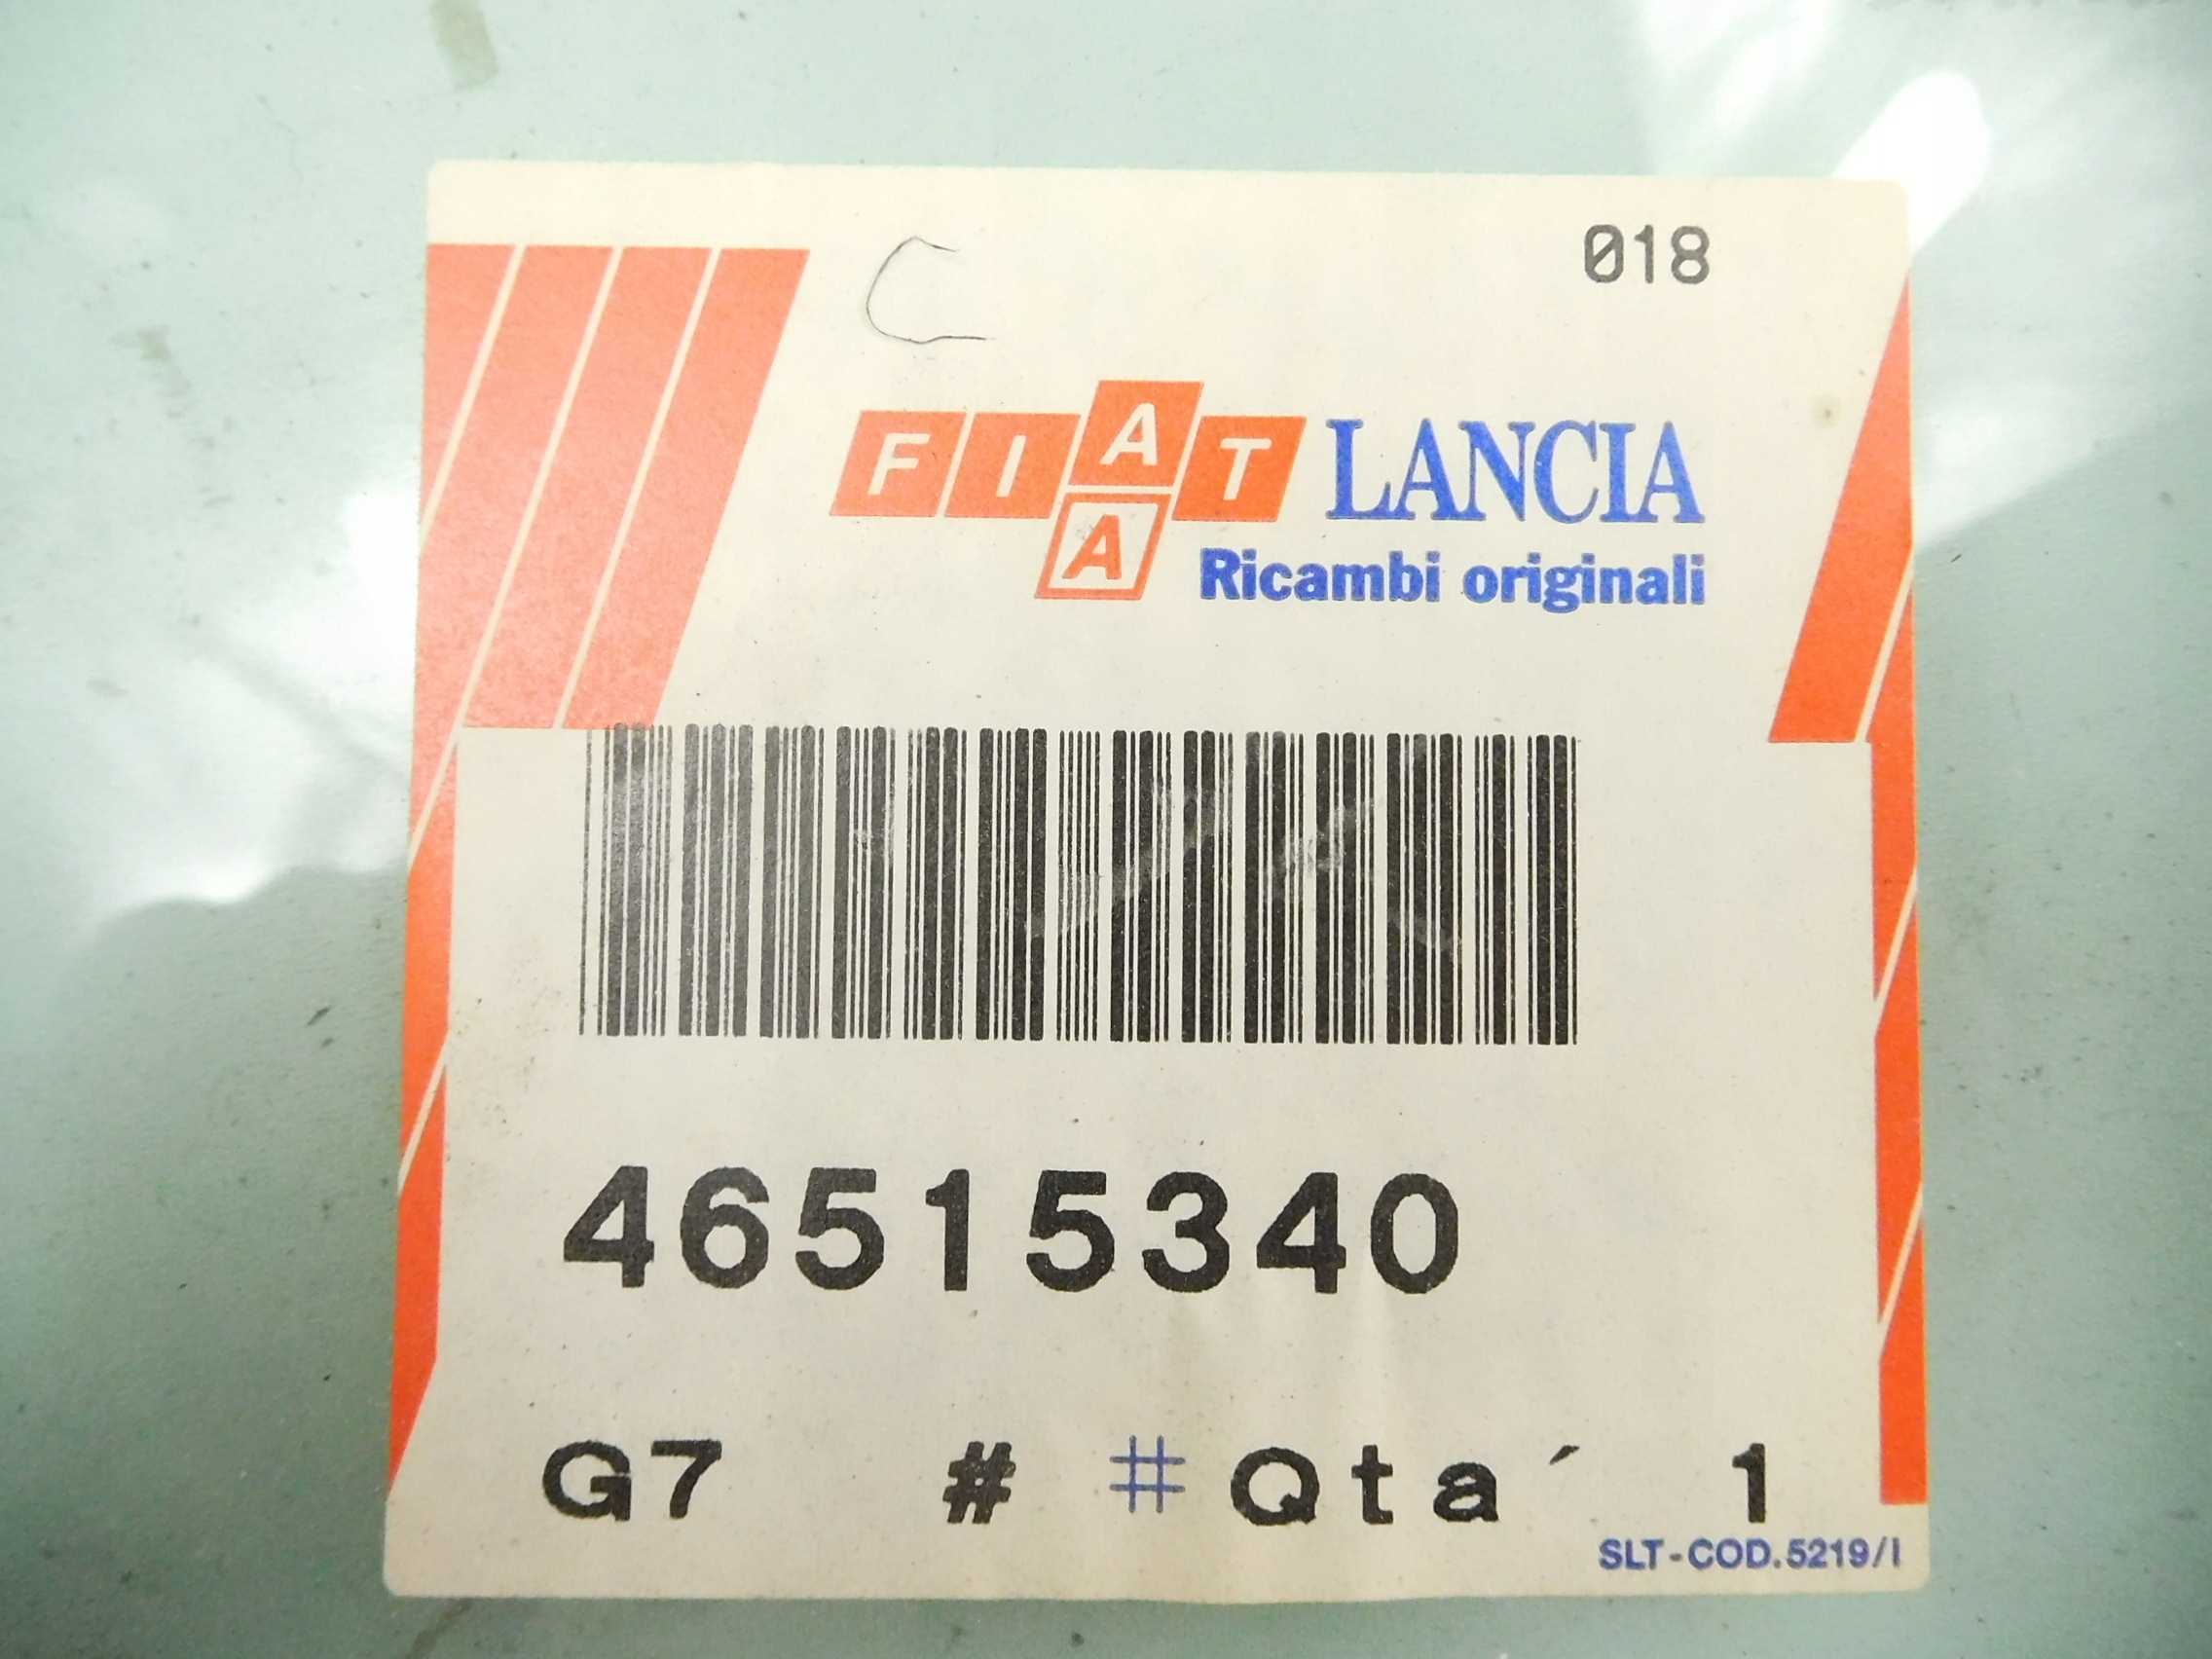 018
FIAT LANCIA
A Ricambi originali
46515340
G7 # # Qta´ 1
SLT-COD.5219/I